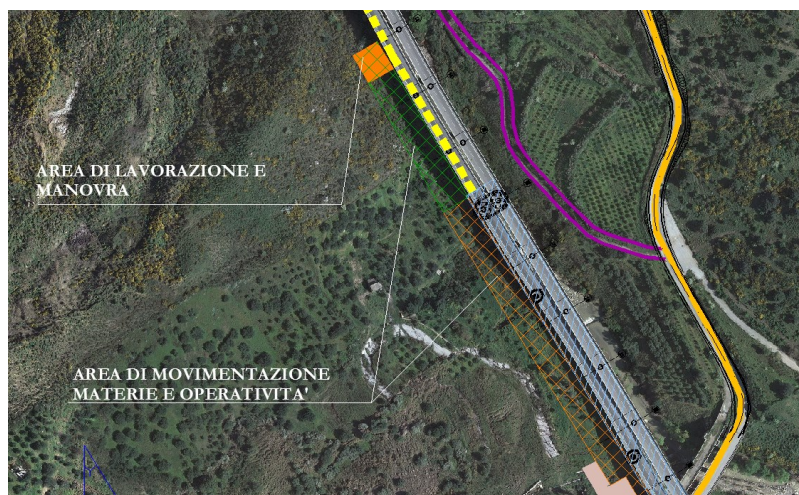 AREA DI LAVORAZIONE E
MANOVRA
AREA DI MOVIMENTAZIONE
MATERIE E OPERATIVITA'